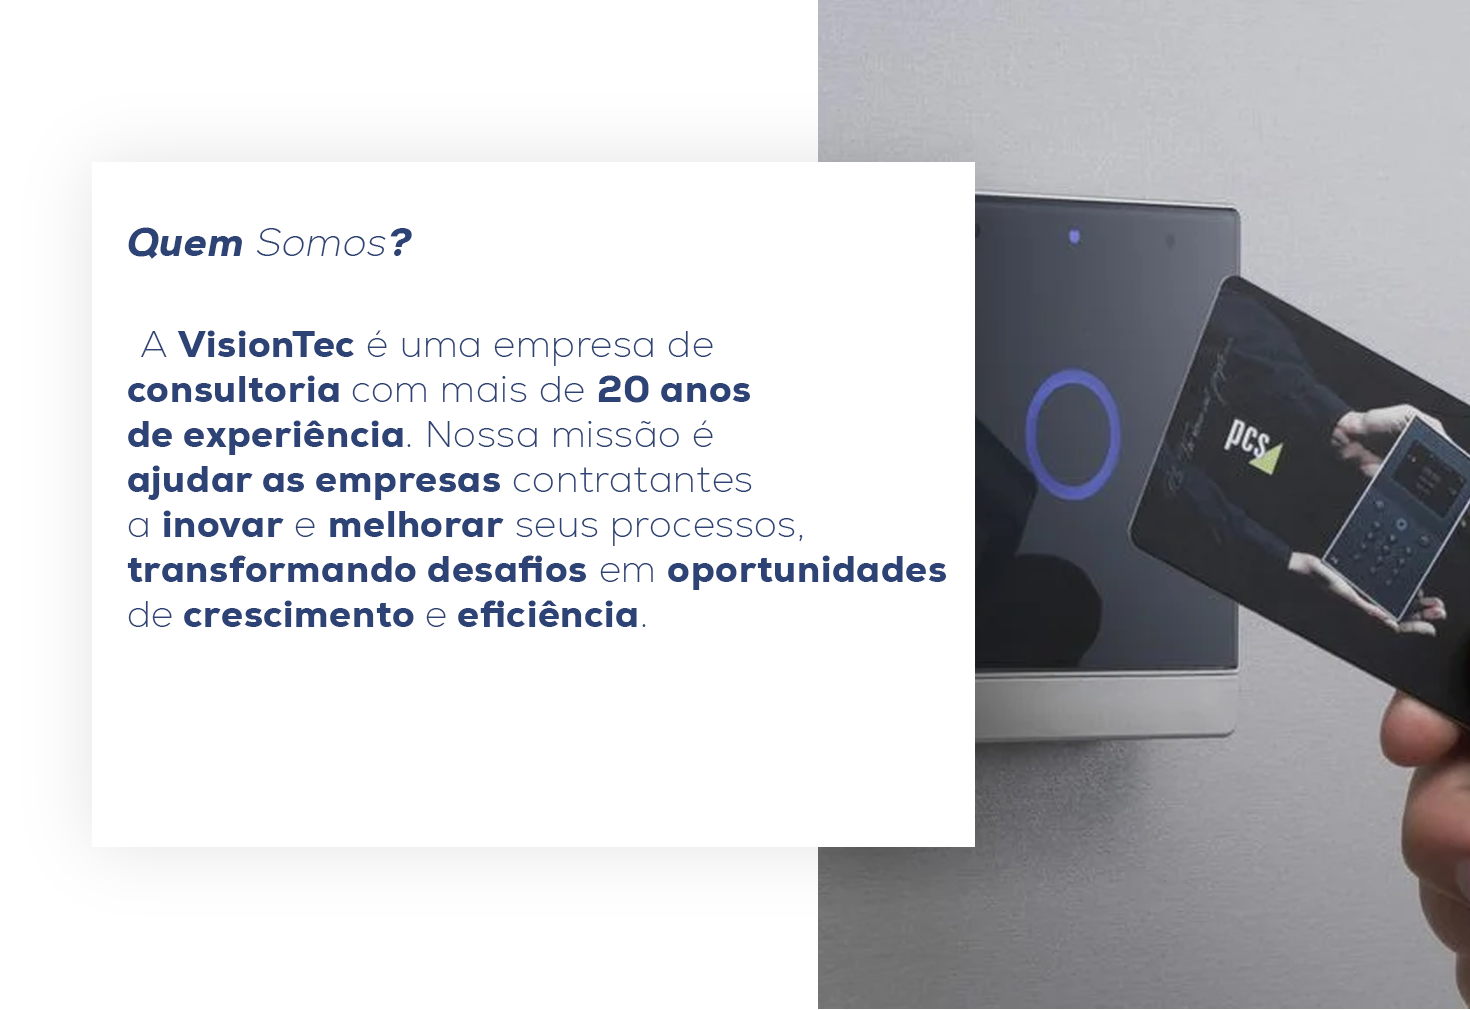 Quem Somos?
A VisionTec é uma empresa de
consultoria com mais de 20 anos
de experiência. Nossa missão é
ajudar as empresas contratantes
a inovar e melhorar seus processos,
transformando desafios em oportunidades
de crescimento e eficiência.
pcs